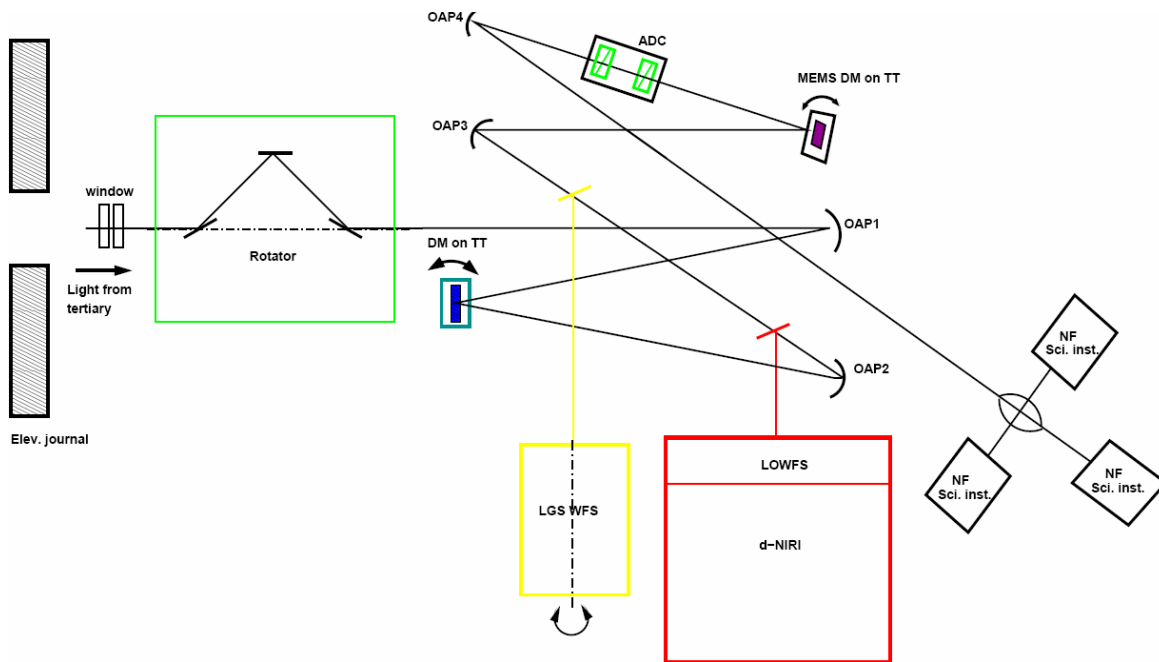 OAP4
ADC
MEMS DM on TT
OAP3
window
OAP1
DM on TT
Rotator
Light from
tertiary
NF
Sci. inst.
OAP2
Elev. journal
LOWFS
NF
Sci. inst.
NF
Sci. inst.
LGS WFS
d-NIRI